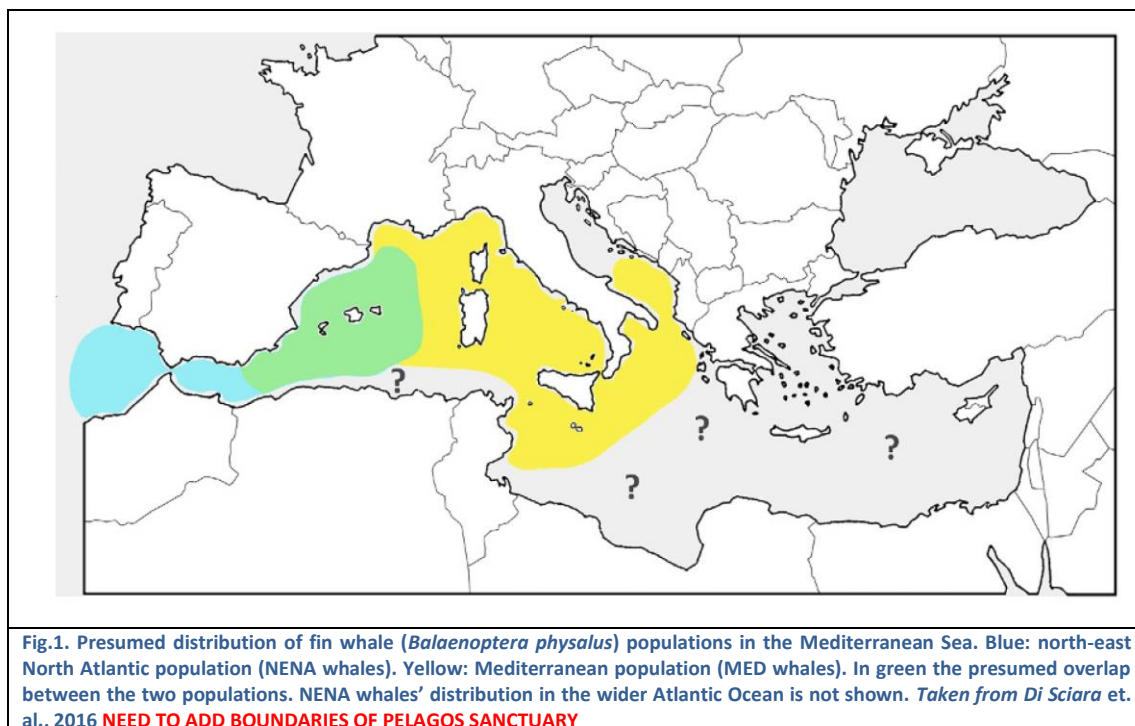 ?
?
?
?
Fig.1. Presumed distribution of fin whale (Balaenoptera physalus) populations in the Mediterranean Sea. Blue: north-east
North Atlantic population (NENA whales). Yellow: Mediterranean population (MED whales). In green the presumed overlap
between the two populations. NENA whales’ distribution in the wider Atlantic Ocean is not shown. Taken from Di Sciara et.
al., 2016 NEED TO ADD BOUNDARIES OF PELAGOS SANCTUARY